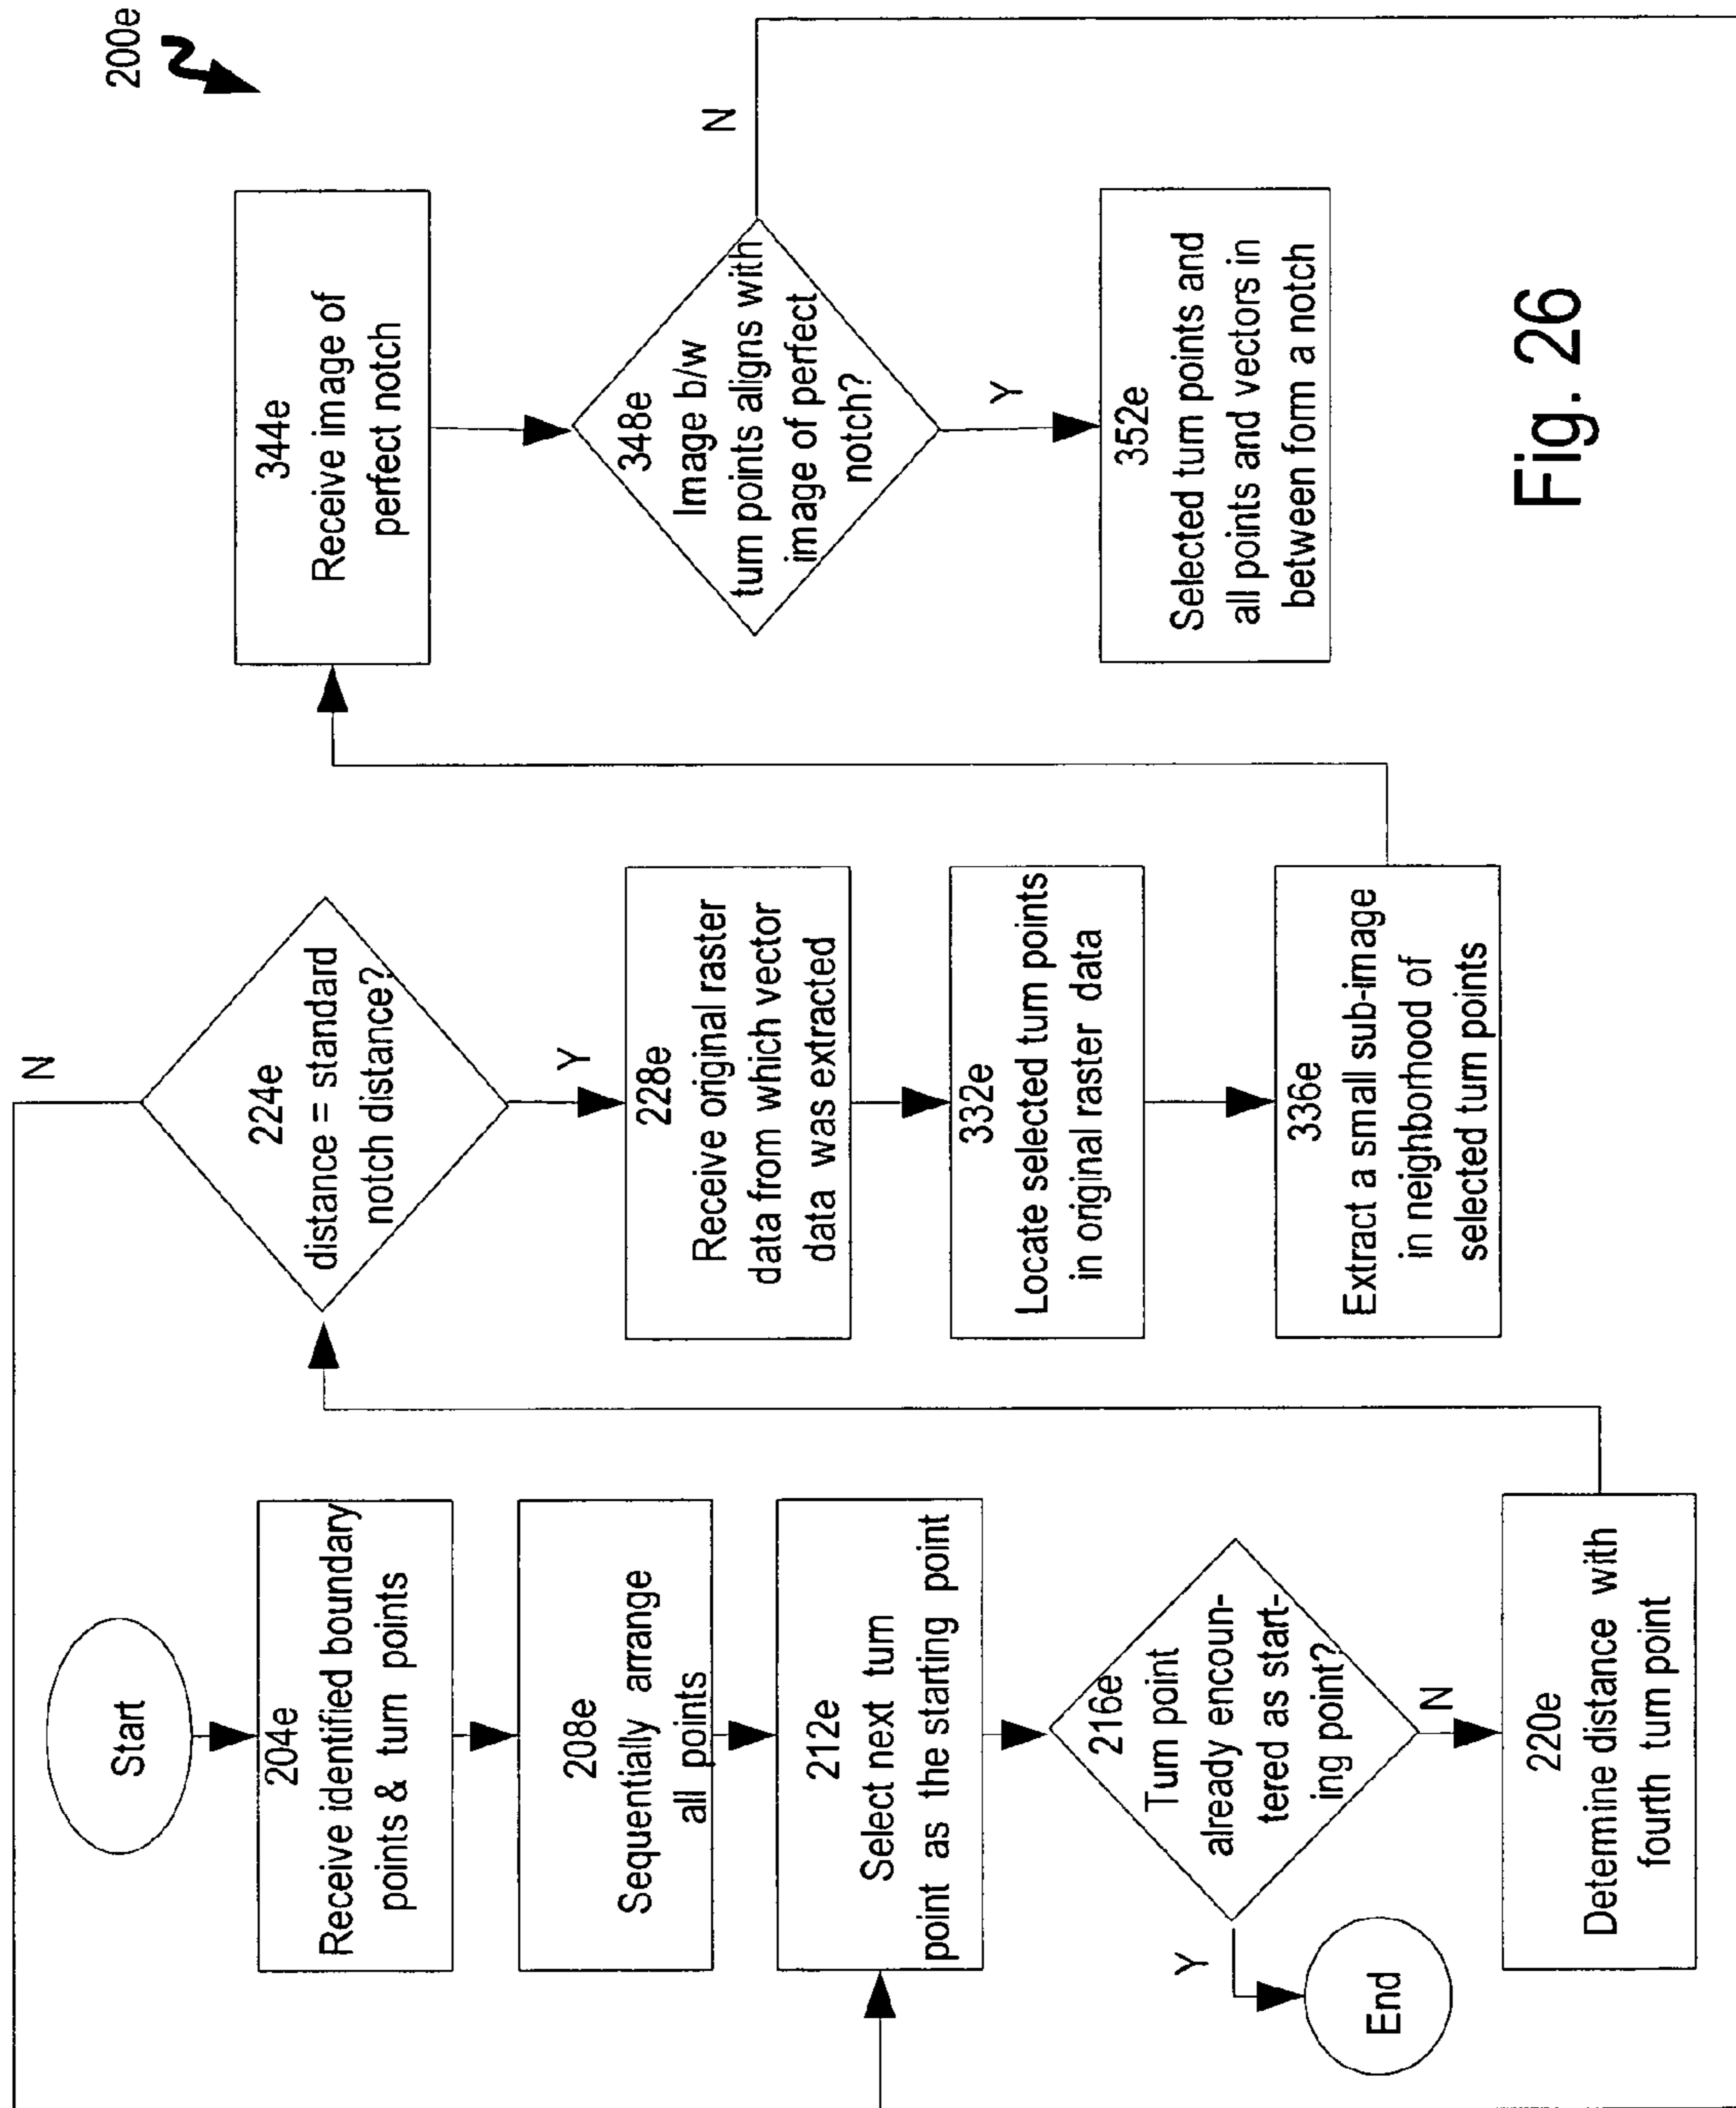 200e
Start
204e
Receive identified boundary
points & turn points
208e
Sequentially arrange
all points
212e
Select next turn
point as the starting point
216e
Turn point
already encoun-
tered as start-
ing point?
Y
End
N
220e
Determine distance with
fourth turn point
N
224e
distance = standard
notch distance?
Y
228e
Receive original raster
data from which vector
data was extracted
332e
Locate selected turn points
in original raster data
336e
Extract a small sub-image
in neighborhood of
selected turn points
344e
Receive image of
perfect notch
348e
Image b/w
turn points aligns with
image of perfect
notch?
N
Y
352e
Selected turn points and
all points and vectors in
between form a notch
Fig. 26